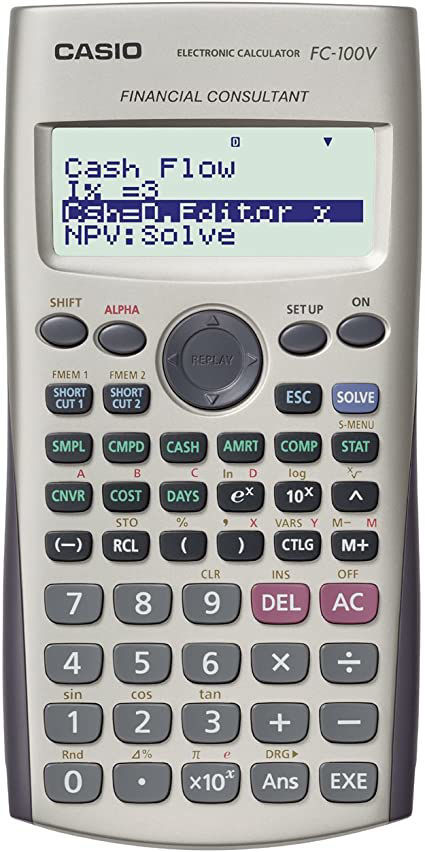 CASIO ELECTRONIC CALCULATOR FC-100V
FINANCIAL CONSULTANT
D ▼
Cash Flow
Ix =3
Csh=D.Editor x
NPV:Solve
SHIFT ALPHA SET UP ON
REPLAY
FMEM 1 FMEM 2
SHORT CUT 1 SHORT CUT 2 ESC SOLVE
S-MENU
SMPL CMPD CASH AMRT COMP STAT
A B C ln D log x√
CNVR COST DAYS eˣ 10ˣ ^
STO % , X VARS Y M− M
(−) RCL ( ) CTLG M+
CLR INS OFF
7 8 9 DEL AC
4 5 6 × ÷
sin cos tan
1 2 3 + −
Rnd Δ% π e DRG▶
0 · ×10ˣ Ans EXE